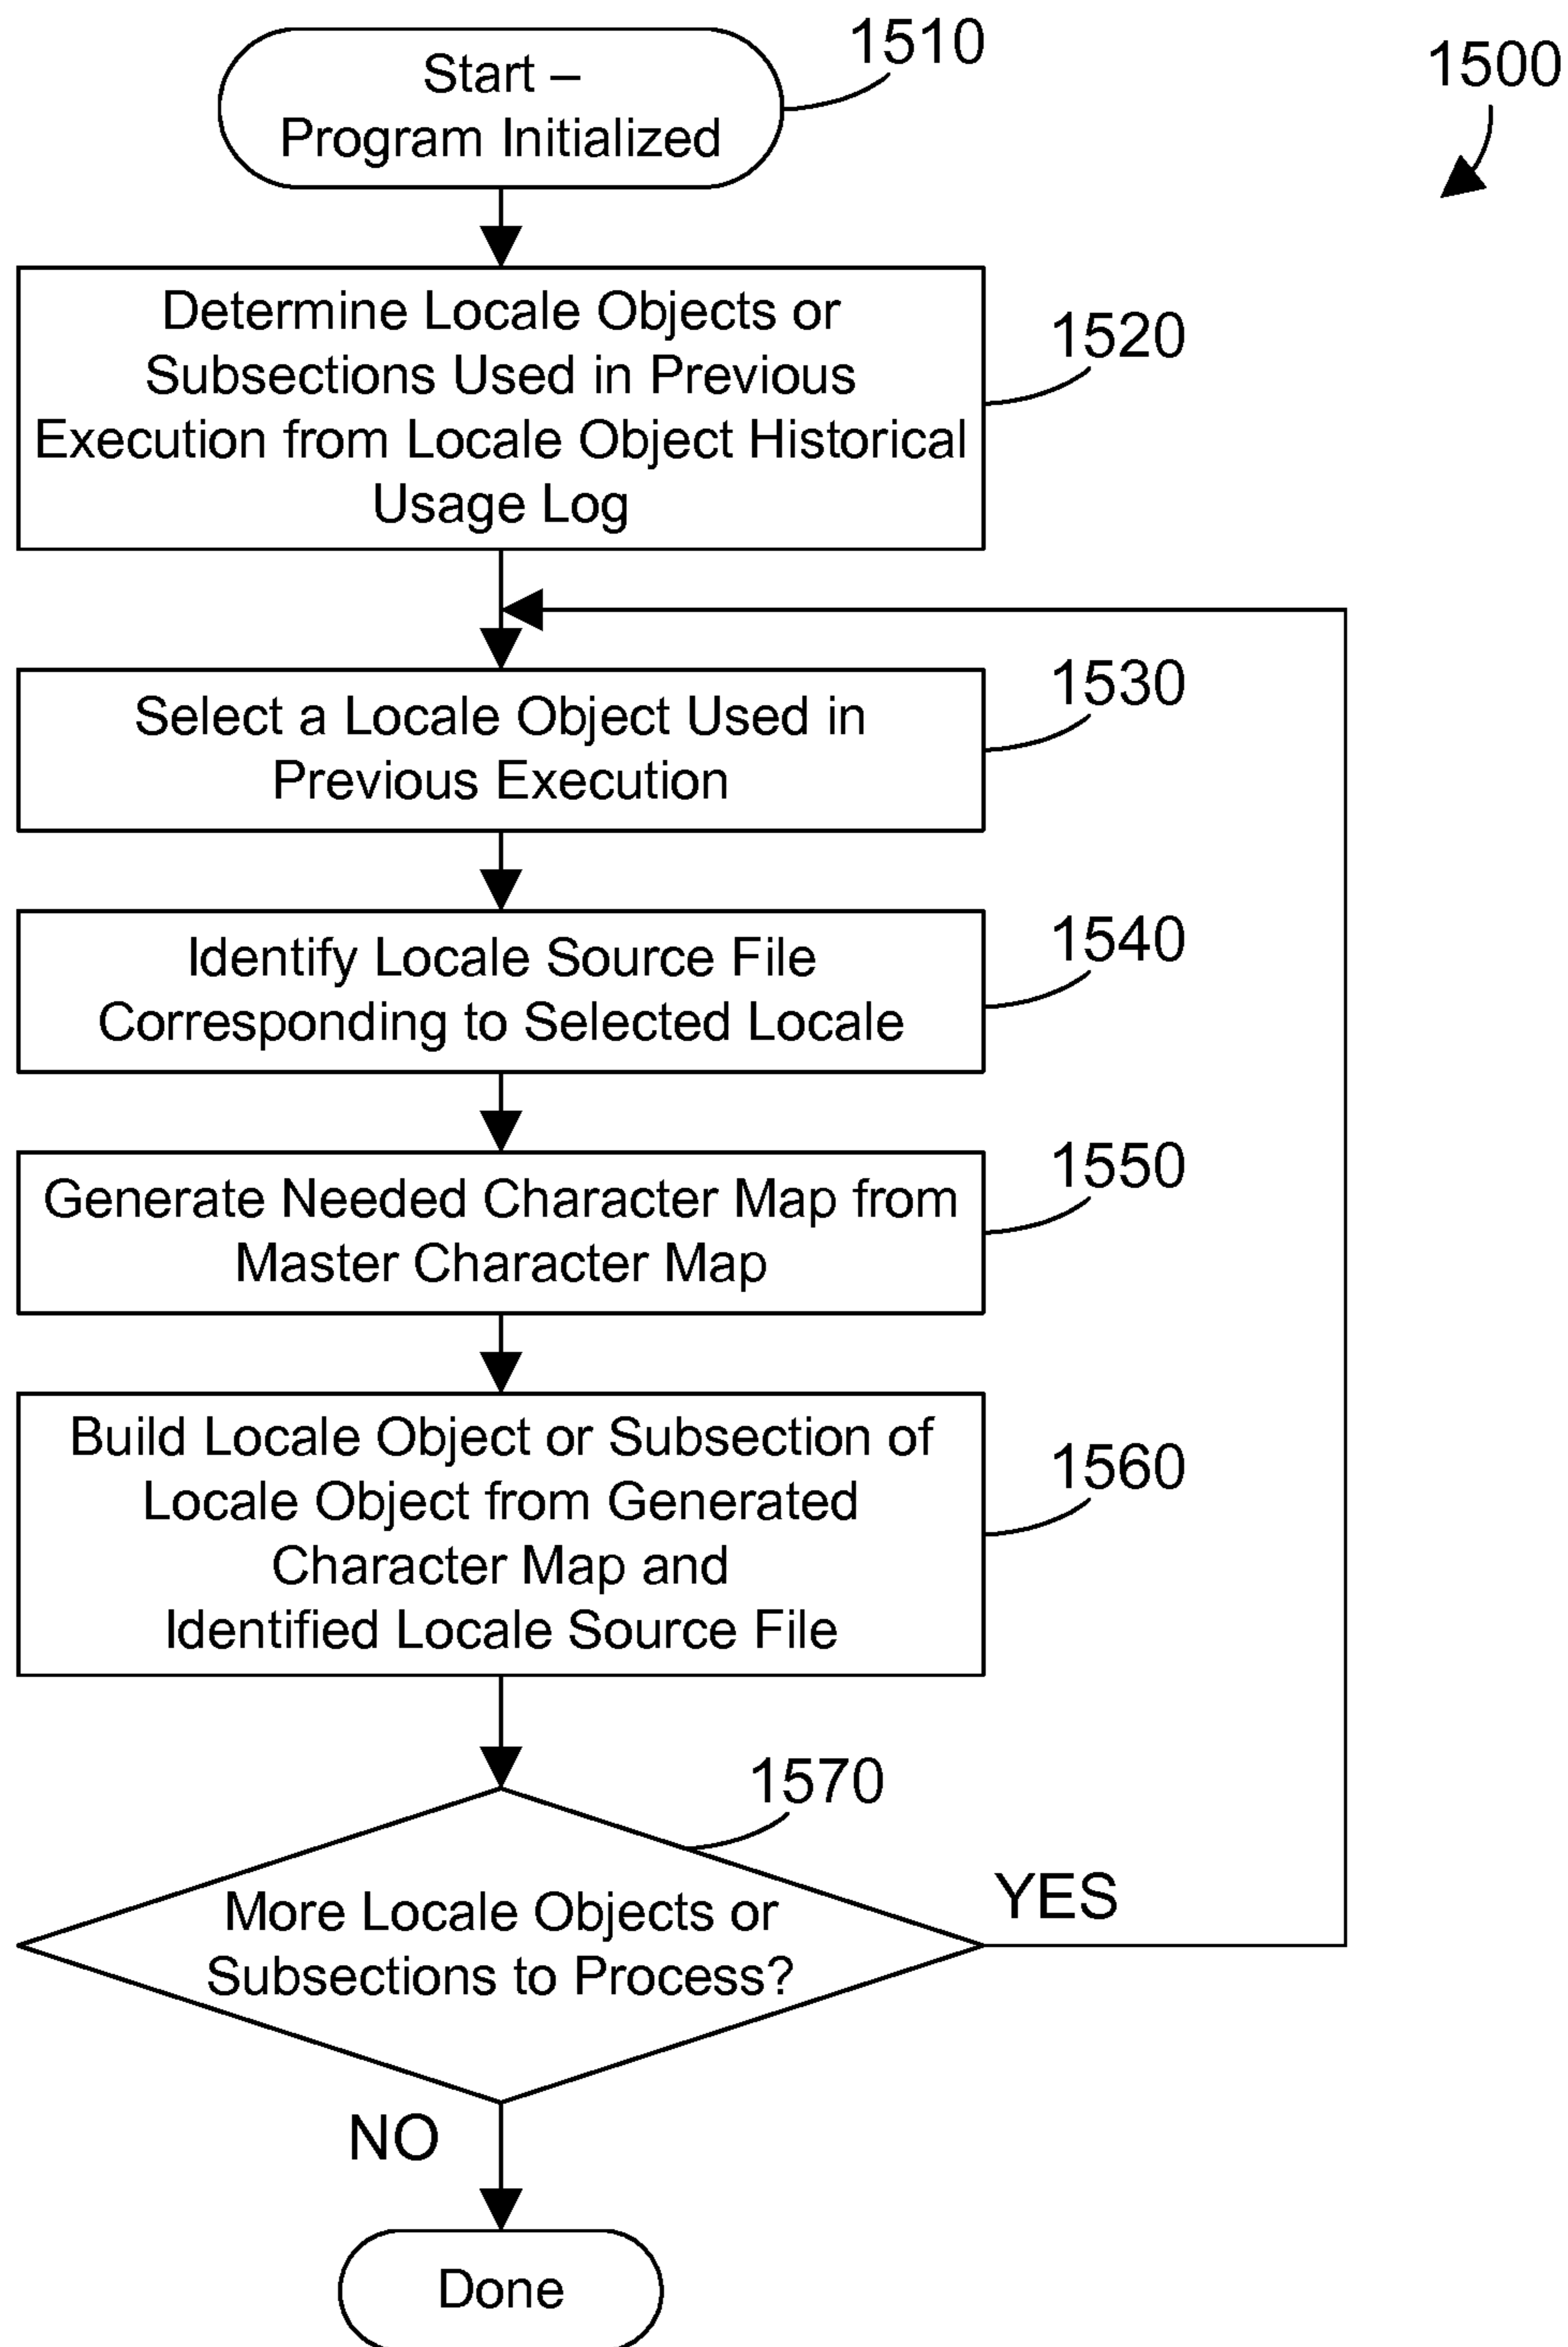 1500
1510
Start –
Program Initialized
1520
Determine Locale Objects or
Subsections Used in Previous
Execution from Locale Object Historical
Usage Log
1530
Select a Locale Object Used in
Previous Execution
1540
Identify Locale Source File
Corresponding to Selected Locale
1550
Generate Needed Character Map from
Master Character Map
1560
Build Locale Object or Subsection of
Locale Object from Generated
Character Map and
Identified Locale Source File
1570
More Locale Objects or
Subsections to Process?
YES
NO
Done